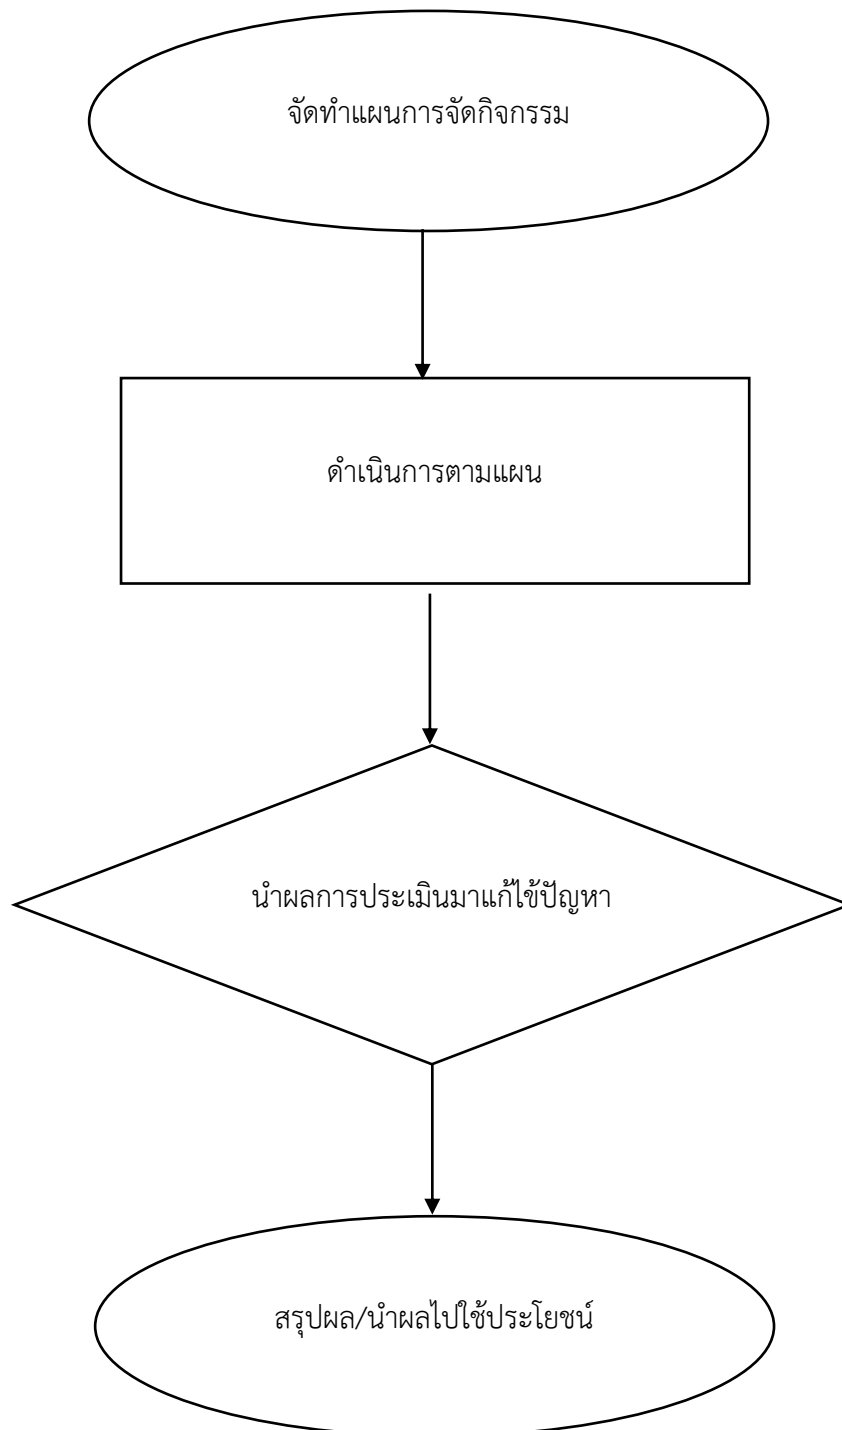 จัดทำแผนการจัดกิจกรรม
ดำเนินการตามแผน
นำผลการประเมินมาแก้ไข้ปัญหา
สรุปผล/นำผลไปใช้ประโยชน์